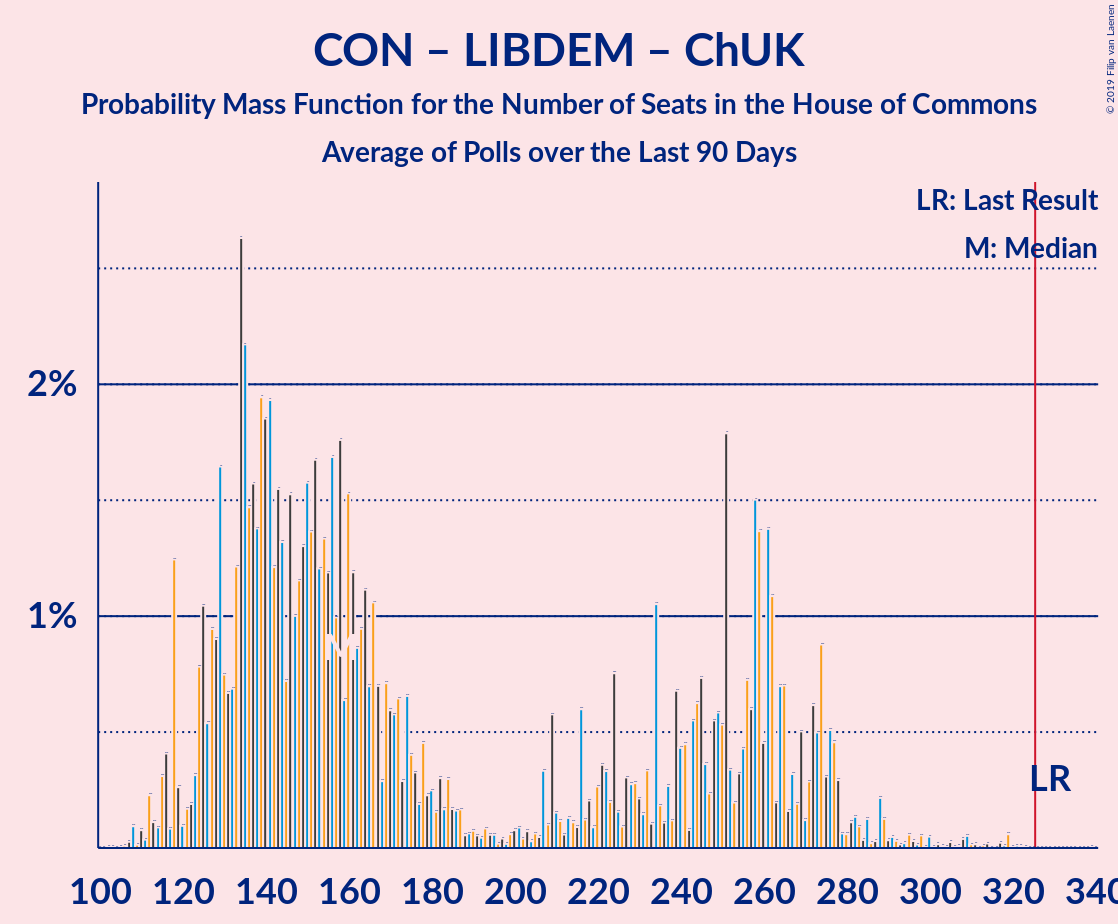 CON – LIBDEM – ChUK
Probability Mass Function for the Number of Seats in the House of Commons
Average of Polls over the Last 90 Days
© 2019 Filip van Laenen
LR: Last Result
M: Median
2%
1%
LR
100 120 140 160 180 200 220 240 260 280 300 320 340